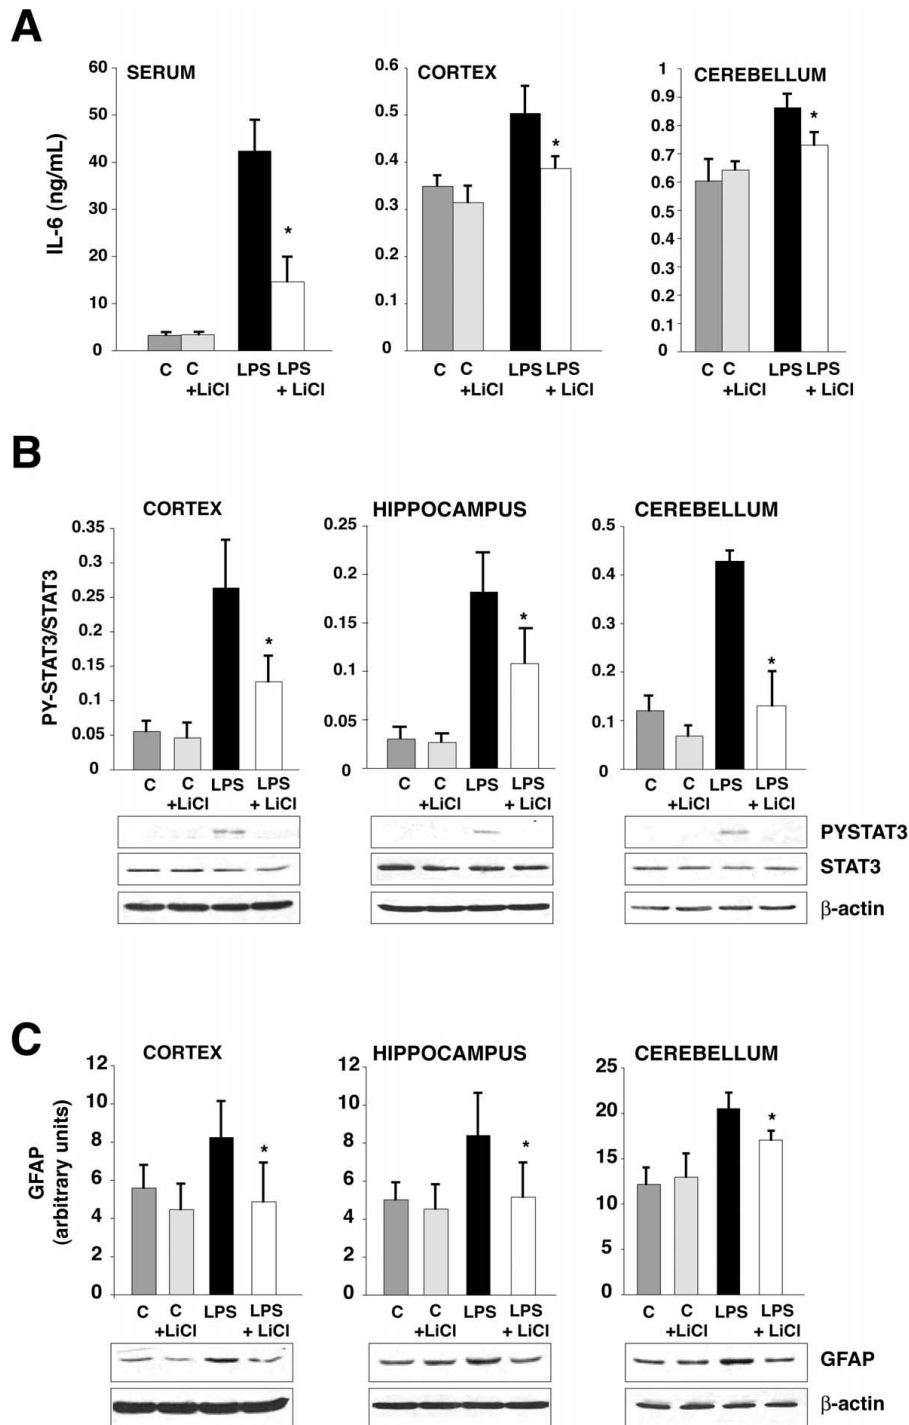 A
SERUM
CORTEX
CEREBELLUM
IL-6 (ng/mL)
60
50
40
30
20
10
0
*
C C LPS LPS
+LiCl + LiCl
0.6
0.5
0.4
0.3
0.2
0.1
0
*
C C LPS LPS
+LiCl + LiCl
1
0.9
0.8
0.7
0.6
0.5
0.4
0.3
0.2
0.1
0
*
C C LPS LPS
+LiCl + LiCl
B
CORTEX
HIPPOCAMPUS
CEREBELLUM
PY-STAT3/STAT3
0.35
0.3
0.25
0.2
0.15
0.1
0.05
0
*
C C LPS LPS
+LiCl + LiCl
0.25
0.2
0.15
0.1
0.05
0
*
C C LPS LPS
+LiCl + LiCl
0.5
0.4
0.3
0.2
0.1
0
*
C C LPS LPS
+LiCl + LiCl
PYSTAT3
STAT3
β-actin
C
CORTEX
HIPPOCAMPUS
CEREBELLUM
GFAP
(arbitrary units)
12
10
8
6
4
2
0
*
C C LPS LPS
+LiCl + LiCl
12
10
8
6
4
2
0
*
C C LPS LPS
+LiCl + LiCl
25
20
15
10
5
0
*
C C LPS LPS
+LiCl + LiCl
GFAP
β-actin